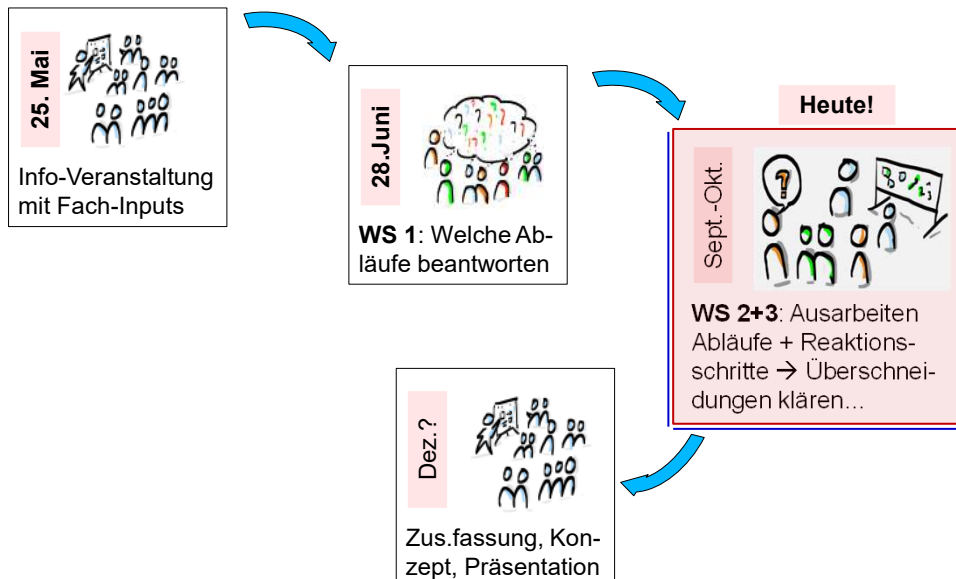 25. Mai
Info-Veranstaltung
mit Fach-Inputs
28.Juni
WS 1: Welche Ab-
läufe beantworten
Heute!
Sept.-Okt.
WS 2+3: Ausarbeiten
Abläufe + Reaktions-
schritte → Überschnei-
dungen klären...
Dez.?
Zus.fassung, Kon-
zept, Präsentation